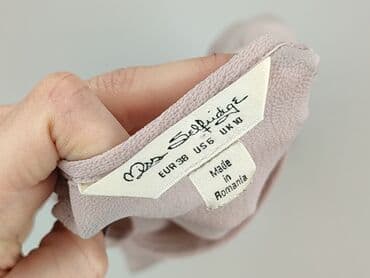 Miss Selfridge
EUR 38 US 6 UK 10
Made
in
Romania